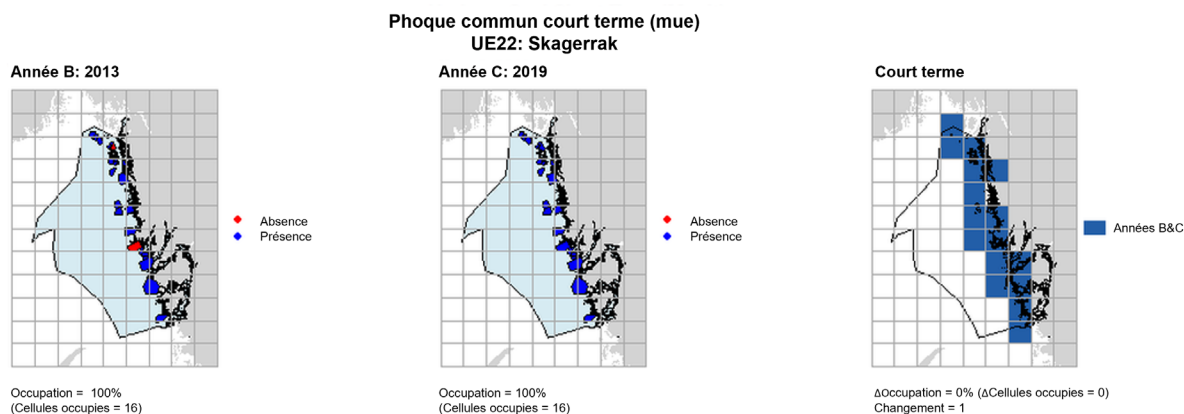 Phoque commun court terme (mue)
UE22: Skagerrak
Année B: 2013
Absence
Présence
Occupation = 100%
(Cellules occupies = 16)
Année C: 2019
Absence
Présence
Occupation = 100%
(Cellules occupies = 16)
Court terme
Années B&C
ΔOccupation = 0% (ΔCellules occupies = 0)
Changement = 1